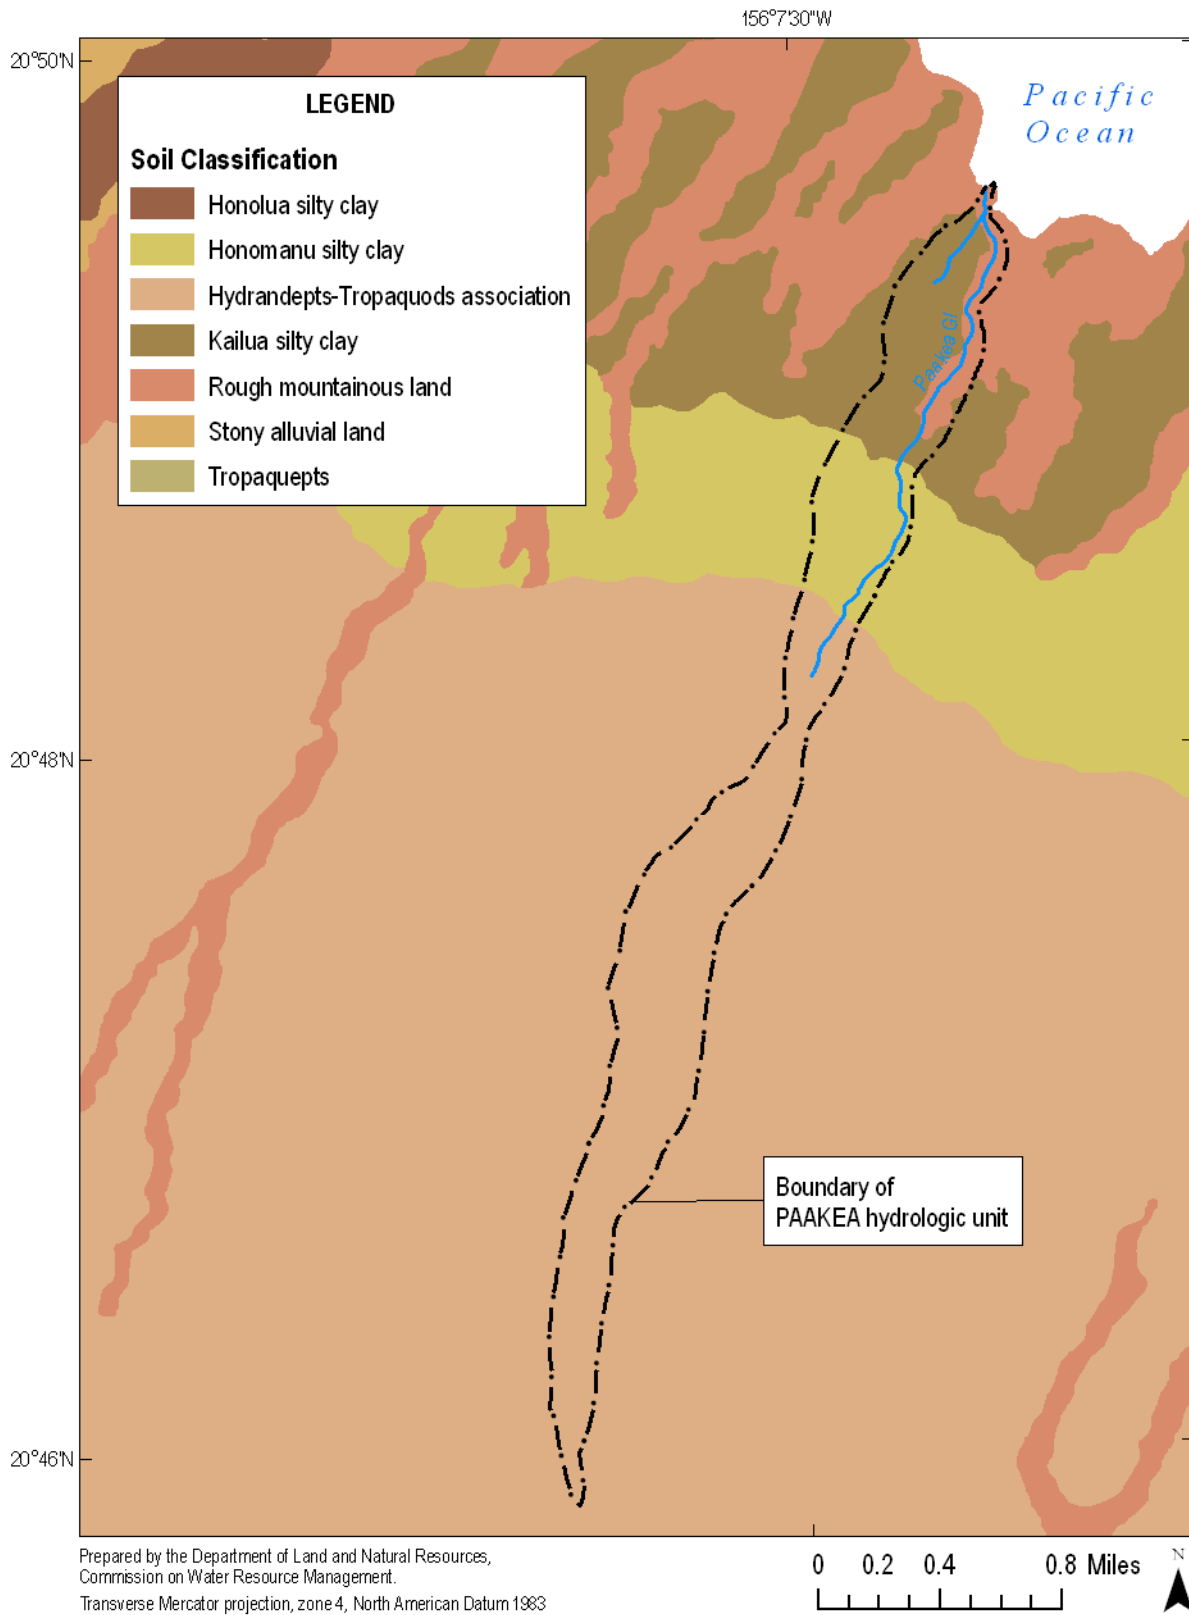 156°7'30"W
20°50'N
Pacific
Ocean
LEGEND
Soil Classification
Honolua silty clay
Honomanu silty clay
Hydrandepts-Tropaquods association
Kailua silty clay
Rough mountainous land
Stony alluvial land
Tropaquepts
Paakea Gl
20°48'N
Boundary of
PAAKEA hydrologic unit
20°46'N
Prepared by the Department of Land and Natural Resources,
Commission on Water Resource Management.
Transverse Mercator projection, zone 4, North American Datum 1983
0 0.2 0.4 0.8 Miles
N